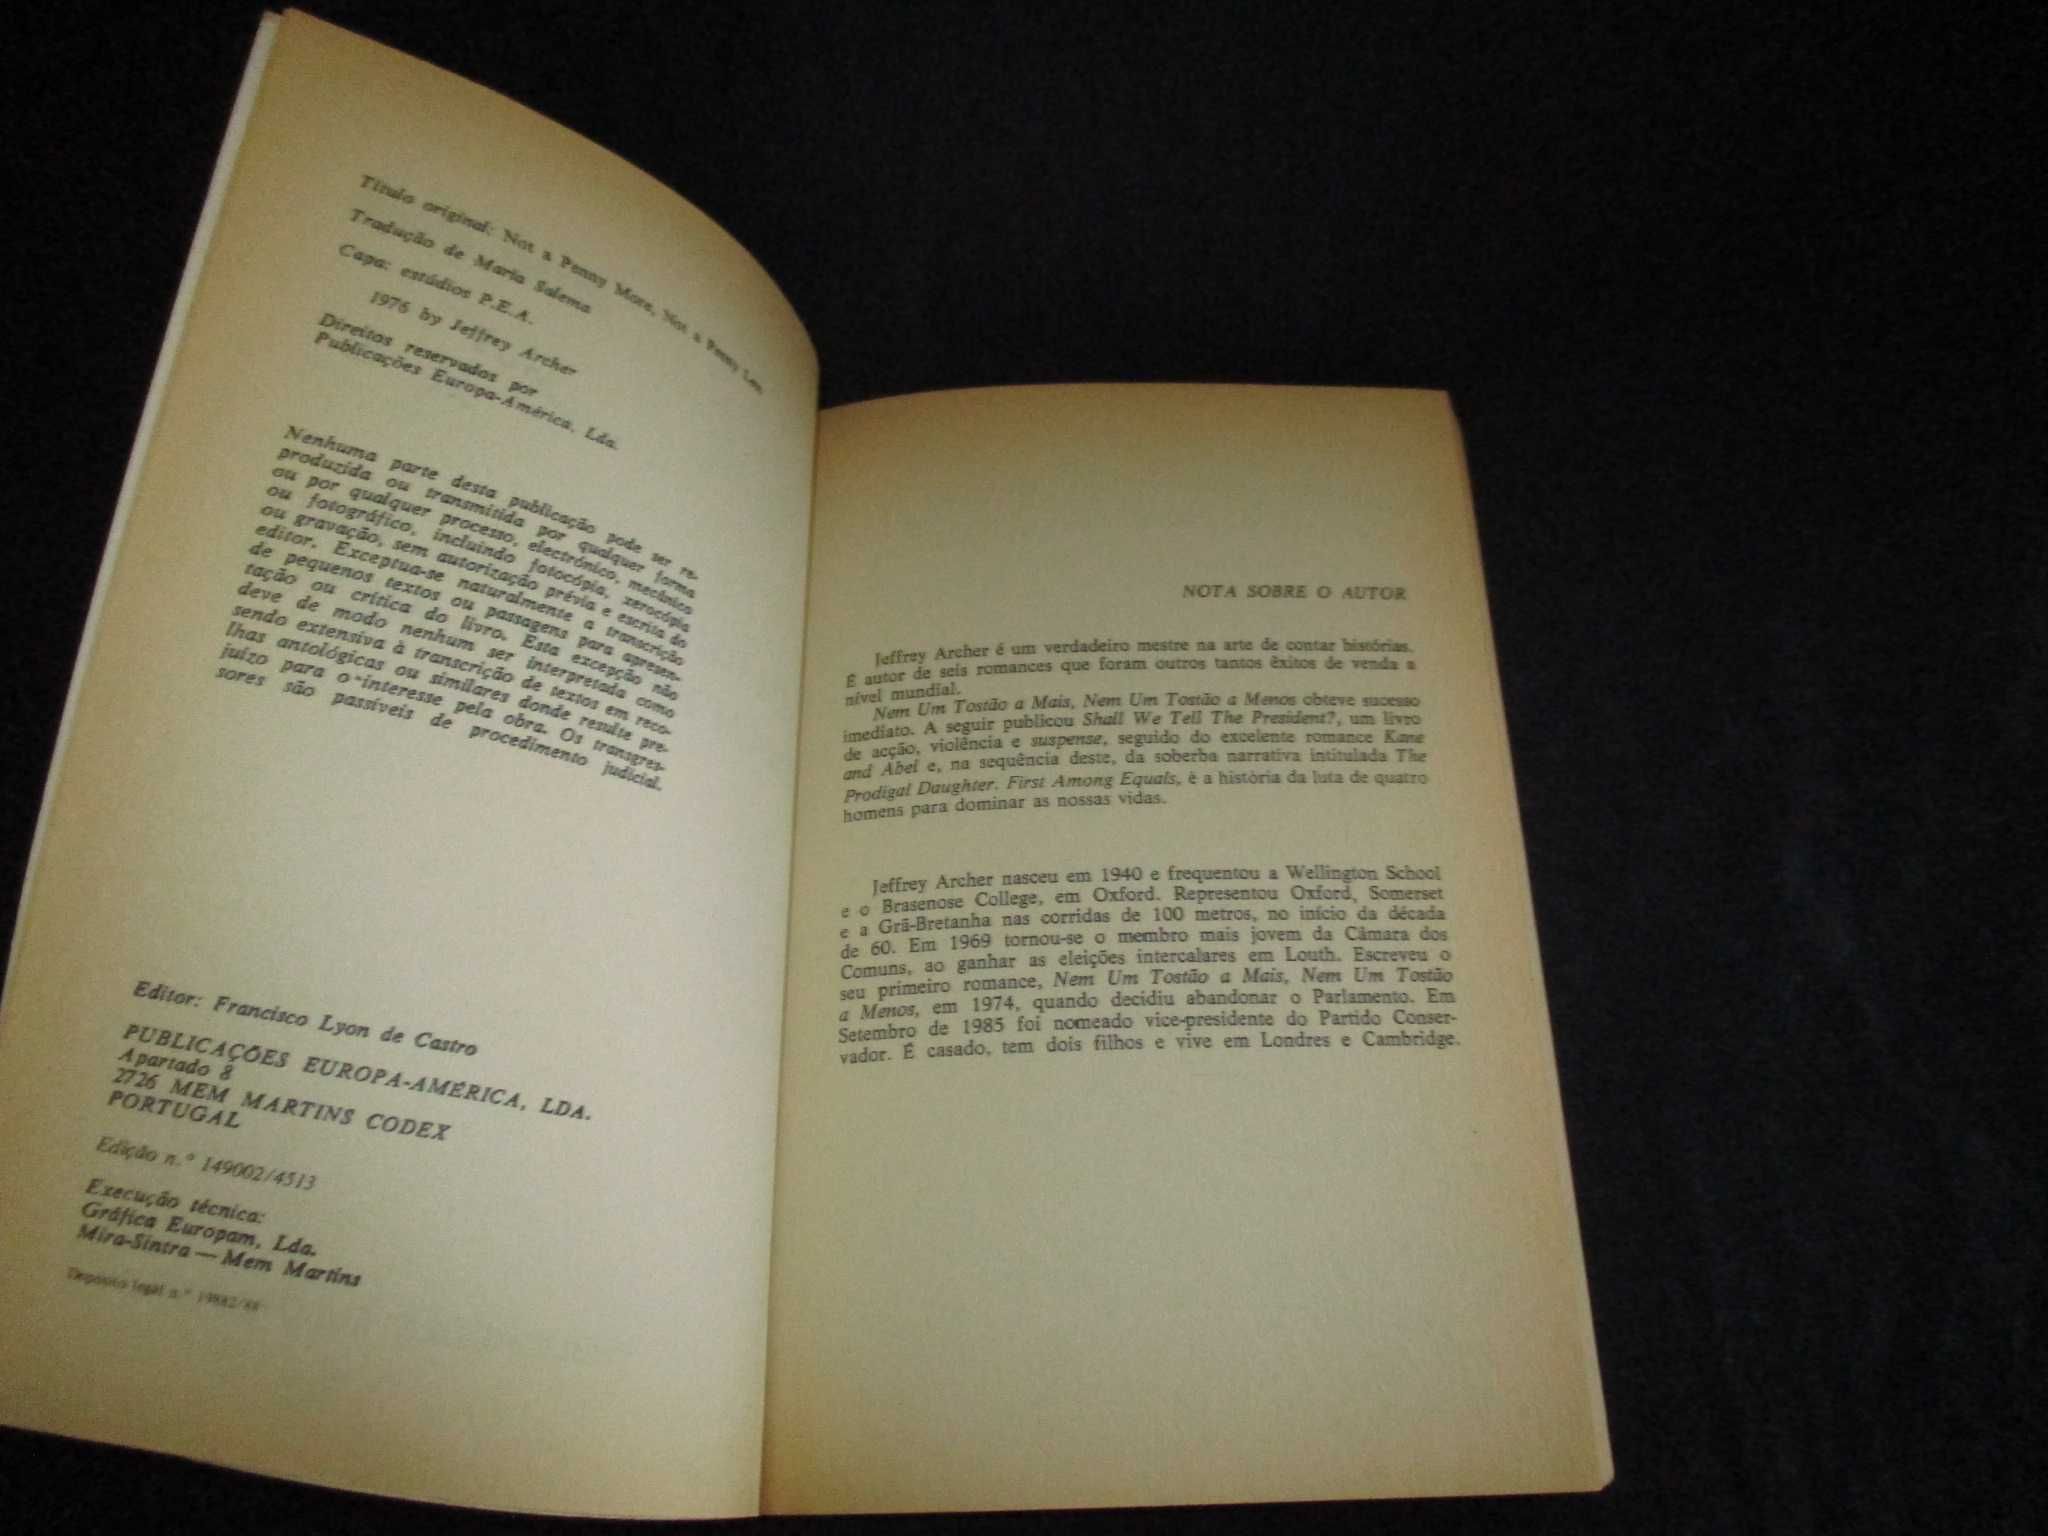 Título original: Not a Penny More, Not a Penny Less
Tradução de Maria Salema
Capa: estúdios P.E.A.
1976 by Jeffrey Archer
Direitos reservados por
Publicações Europa-América, Lda.
Nenhuma parte desta publicação pode ser re-
produzida ou transmitida por qualquer forma
ou por qualquer processo, electrónico, mecânico
ou fotográfico, incluindo fotocópia, xerocópia
ou gravação, sem autorização prévia e escrita do
editor. Exceptua-se naturalmente a transcrição
de pequenos textos ou passagens para apresen-
tação ou crítica do livro. Esta excepção não
deve de modo nenhum ser interpretada como
sendo extensiva à transcrição de textos em reco-
lhas antológicas ou similares donde resulte pre-
juízo para o interesse pela obra. Os transgres-
sores são passíveis de procedimento judicial.
Editor: Francisco Lyon de Castro
PUBLICAÇÕES EUROPA-AMÉRICA, LDA.
Apartado 8
2726 MEM MARTINS CODEX
PORTUGAL
Edição n.º 149002/4513
Execução técnica:
Gráfica Europam, Lda.
Mira-Sintra — Mem Martins
Depósito legal n.º 19882/88
NOTA SOBRE O AUTOR
Jeffrey Archer é um verdadeiro mestre na arte de contar histórias.
É autor de seis romances que foram outros tantos êxitos de venda a
nível mundial.
Nem Um Tostão a Mais, Nem Um Tostão a Menos obteve sucesso
imediato. A seguir publicou Shall We Tell The President?, um livro
de acção, violência e suspense, seguido do excelente romance Kane
and Abel e, na sequência deste, da soberba narrativa intitulada The
Prodigal Daughter. First Among Equals, é a história da luta de quatro
homens para dominar as nossas vidas.
Jeffrey Archer nasceu em 1940 e frequentou a Wellington School
e o Brasenose College, em Oxford. Representou Oxford, Somerset
e a Grã-Bretanha nas corridas de 100 metros, no início da década
de 60. Em 1969 tornou-se o membro mais jovem da Câmara dos
Comuns, ao ganhar as eleições intercalares em Louth. Escreveu o
seu primeiro romance, Nem Um Tostão a Mais, Nem Um Tostão
a Menos, em 1974, quando decidiu abandonar o Parlamento. Em
Setembro de 1985 foi nomeado vice-presidente do Partido Conser-
vador. É casado, tem dois filhos e vive em Londres e Cambridge.